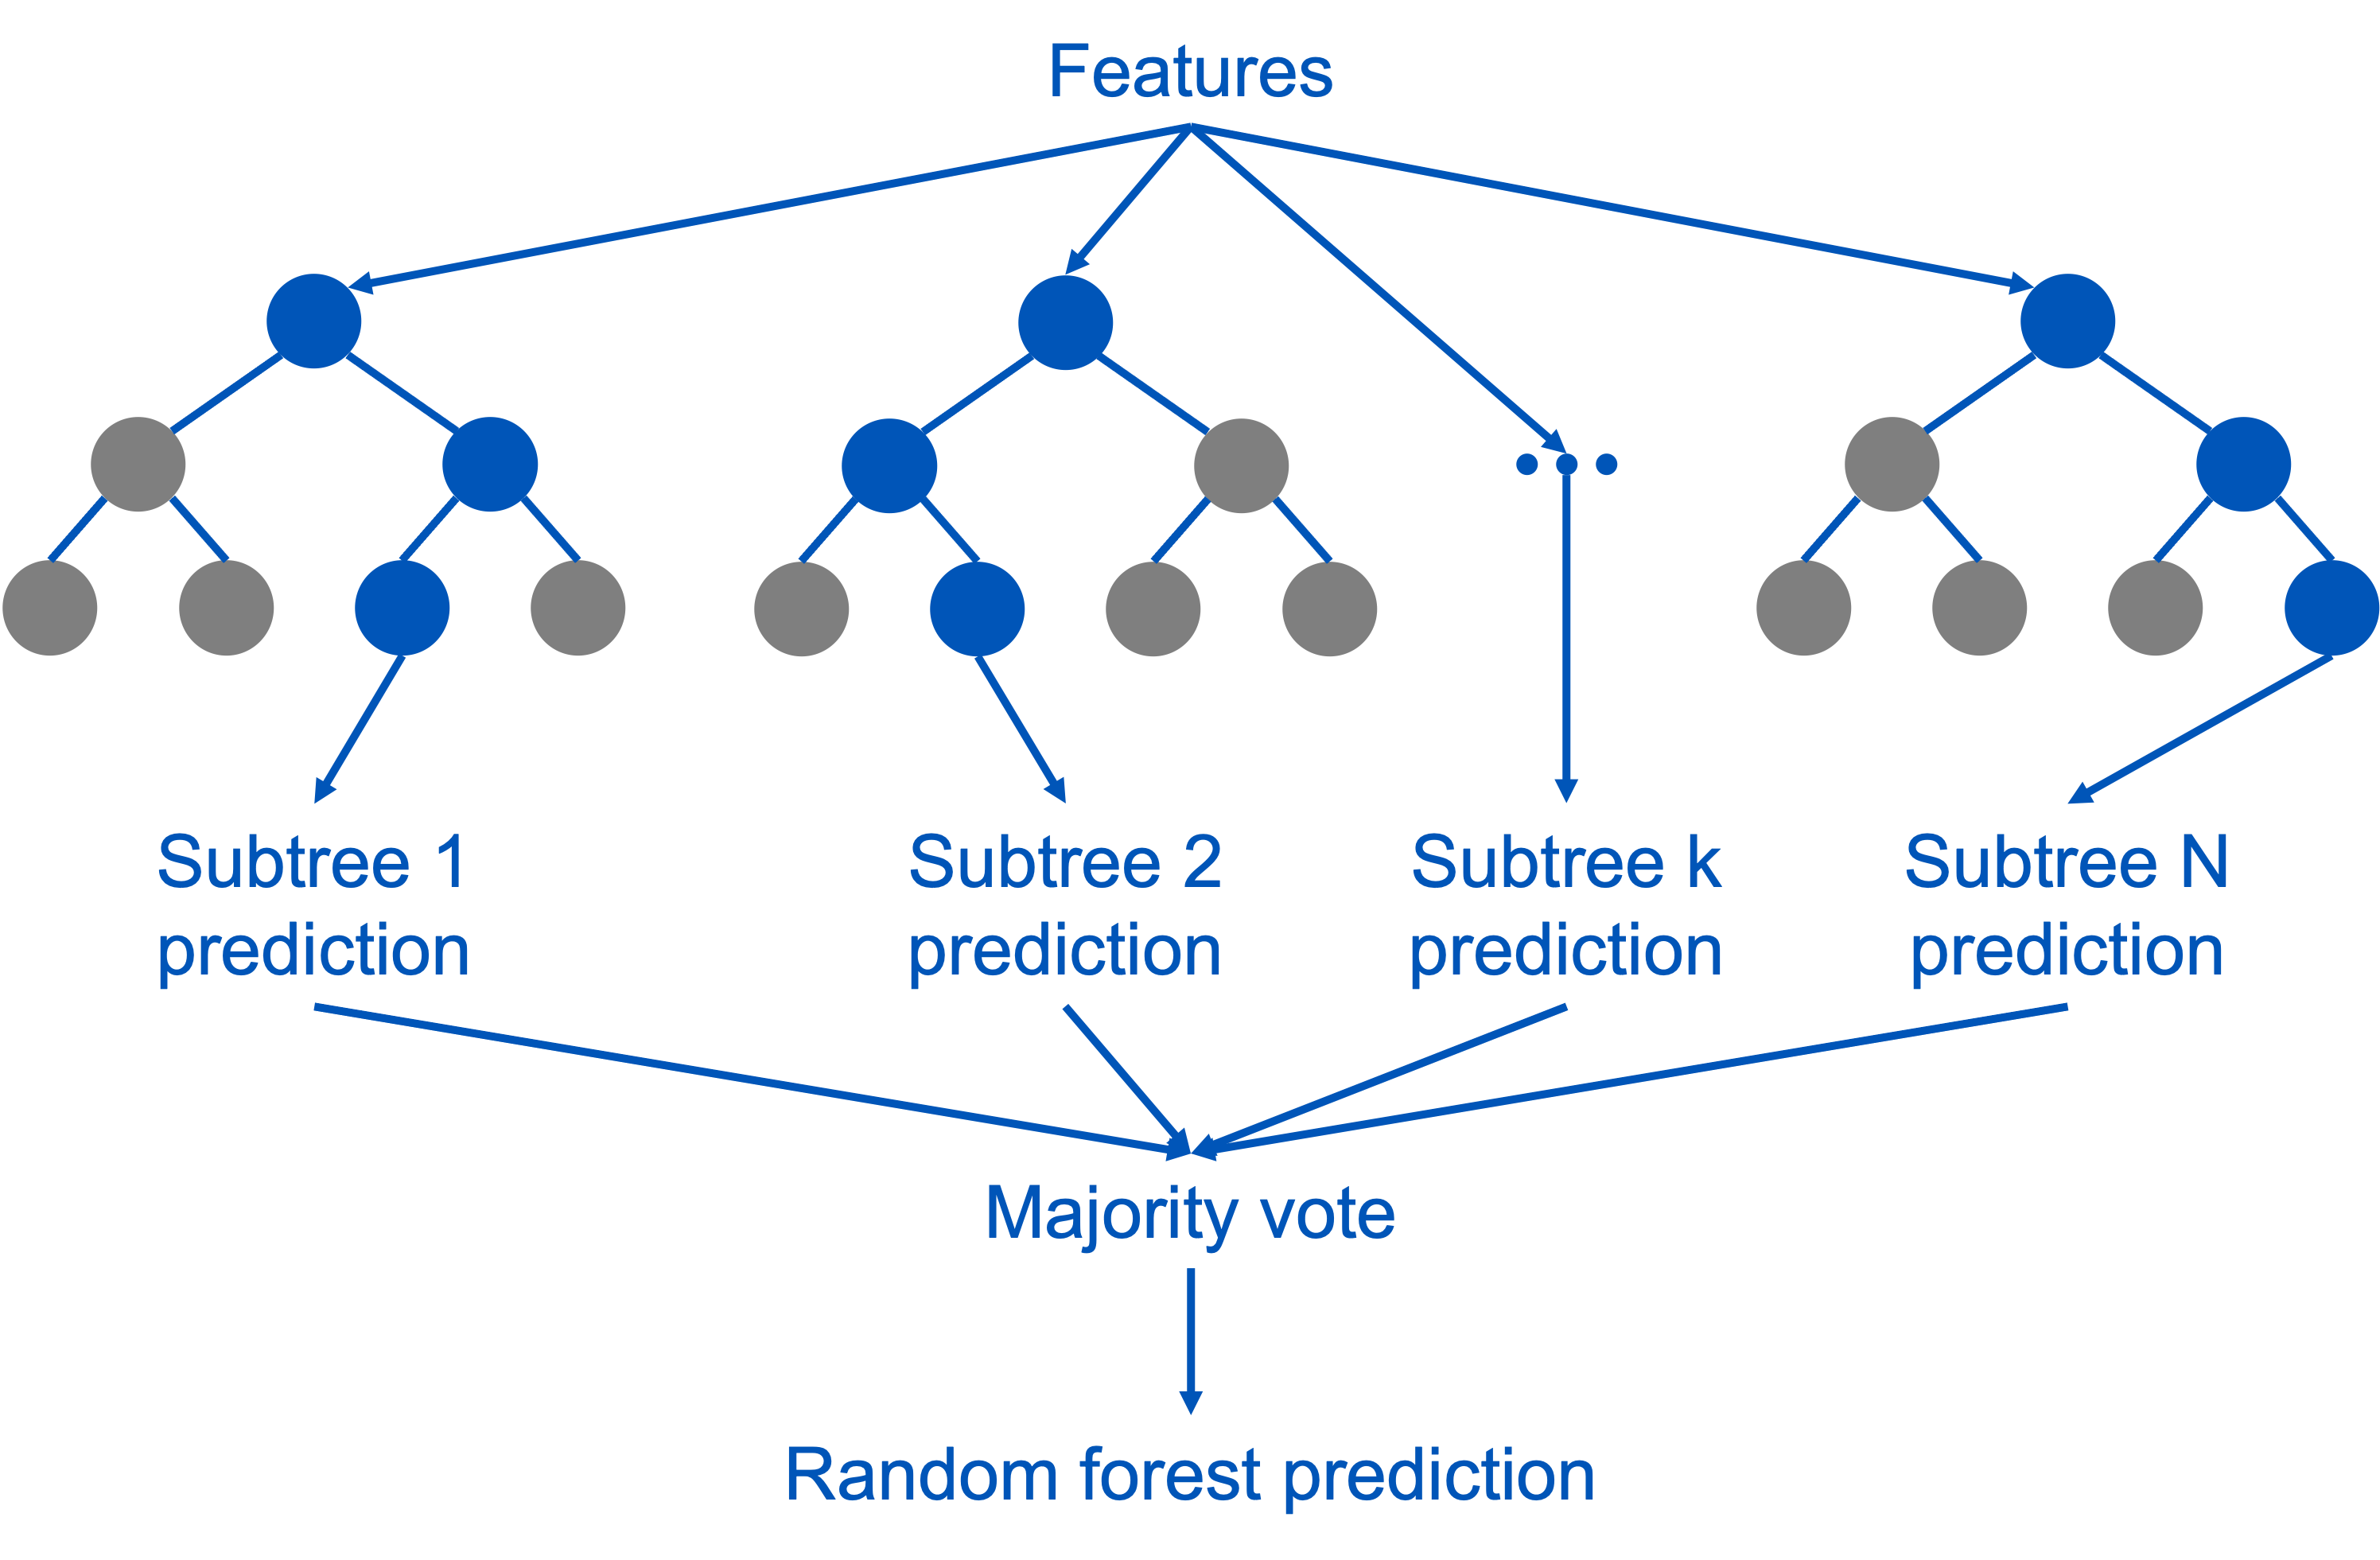 Features
Subtree 1
prediction
Subtree 2
prediction
Subtree k
prediction
Subtree N
prediction
Majority vote
Random forest prediction